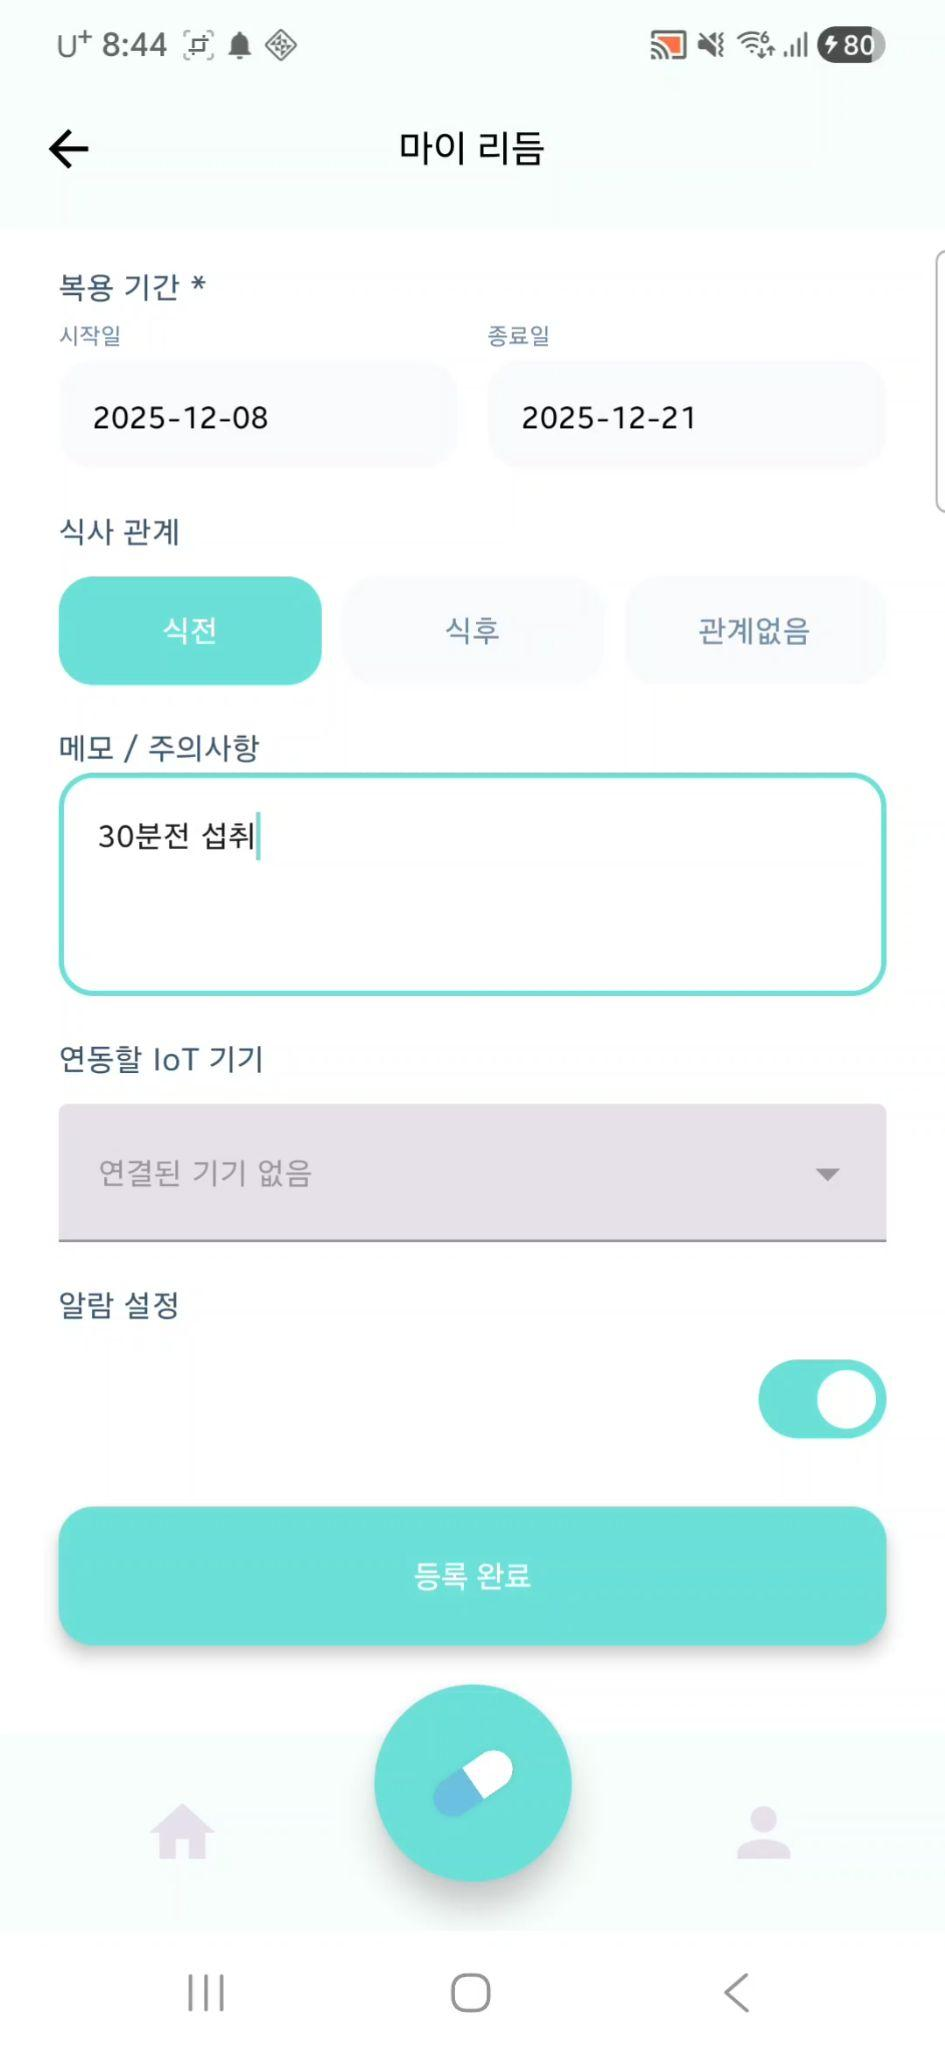 U+ 8:44 80
마이 리듬
복용 기간 *
시작일 종료일
2025-12-08 2025-12-21
식사 관계
식전 식후 관계없음
메모 / 주의사항
30분전 섭취
연동할 IoT 기기
연결된 기기 없음
알람 설정
등록 완료